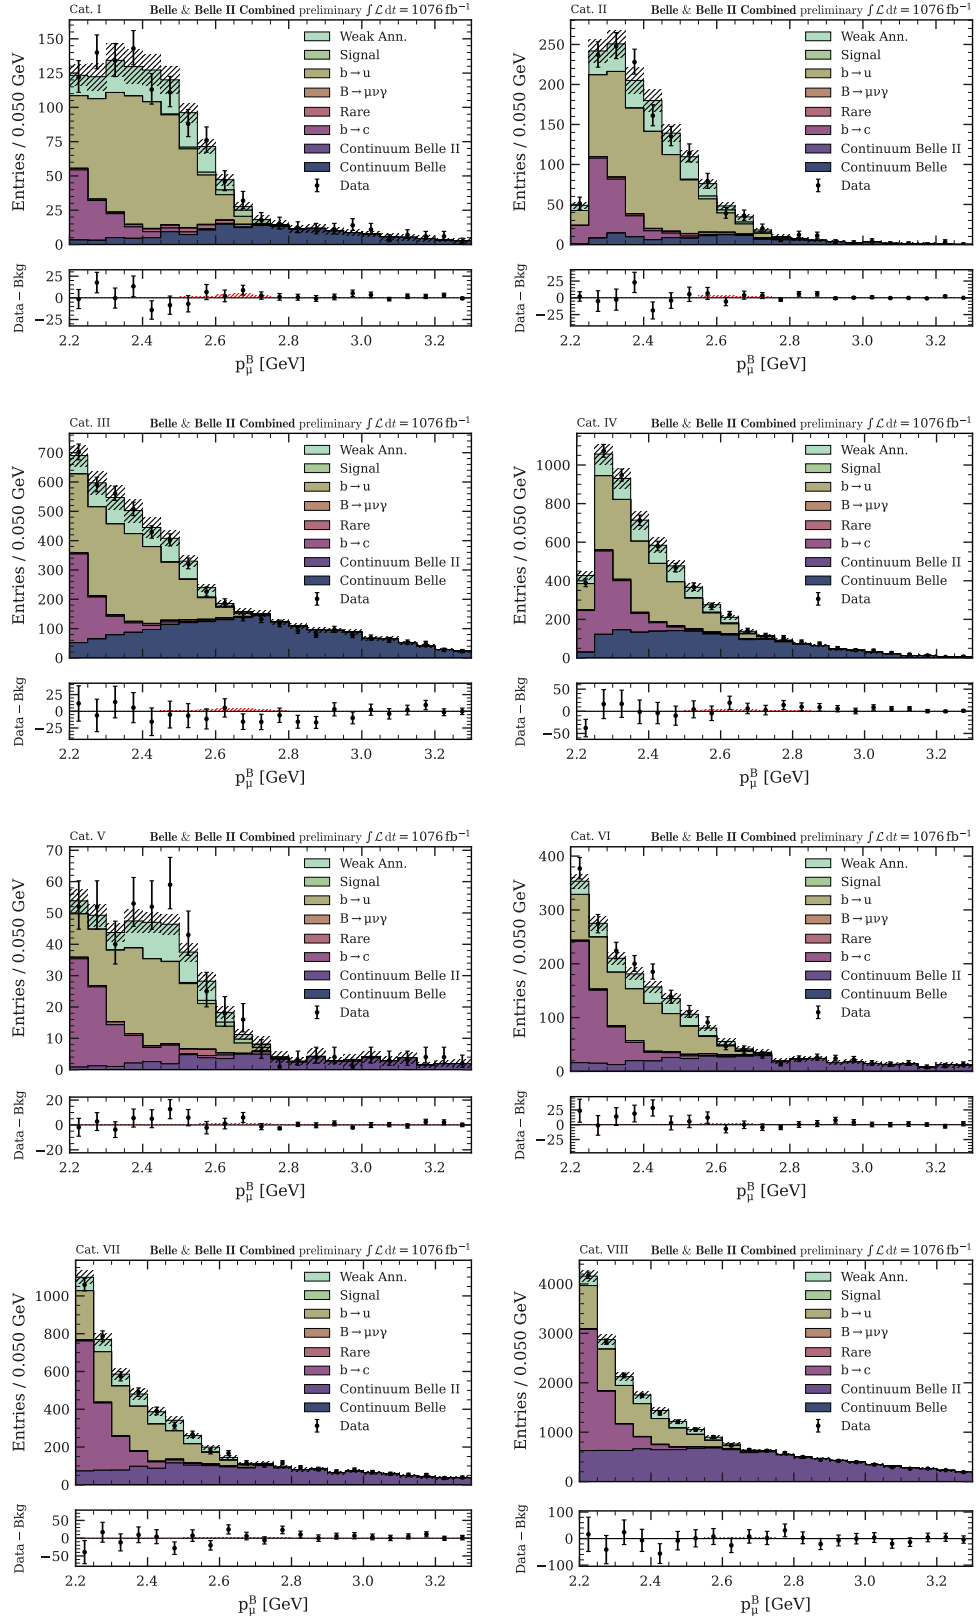 Cat. I Belle & Belle II Combined preliminary ∫ℒ dt = 1076 fb⁻¹
Entries / 0.050 GeV
150
125
100
75
50
25
0
Weak Ann.
Signal
b→u
B→μνγ
Rare
b→c
Continuum Belle II
Continuum Belle
Data
Data − Bkg
25
0
−25
2.2 2.4 2.6 2.8 3.0 3.2
p_μ^B [GeV]
Cat. II Belle & Belle II Combined preliminary ∫ℒ dt = 1076 fb⁻¹
Entries / 0.050 GeV
250
200
150
100
50
0
Weak Ann.
Signal
b→u
B→μνγ
Rare
b→c
Continuum Belle II
Continuum Belle
Data
Data − Bkg
25
0
−25
2.2 2.4 2.6 2.8 3.0 3.2
p_μ^B [GeV]
Cat. III Belle & Belle II Combined preliminary ∫ℒ dt = 1076 fb⁻¹
Entries / 0.050 GeV
700
600
500
400
300
200
100
0
Weak Ann.
Signal
b→u
B→μνγ
Rare
b→c
Continuum Belle II
Continuum Belle
Data
Data − Bkg
25
0
−25
2.2 2.4 2.6 2.8 3.0 3.2
p_μ^B [GeV]
Cat. IV Belle & Belle II Combined preliminary ∫ℒ dt = 1076 fb⁻¹
Entries / 0.050 GeV
1000
800
600
400
200
0
Weak Ann.
Signal
b→u
B→μνγ
Rare
b→c
Continuum Belle II
Continuum Belle
Data
Data − Bkg
50
0
−50
2.2 2.4 2.6 2.8 3.0 3.2
p_μ^B [GeV]
Cat. V Belle & Belle II Combined preliminary ∫ℒ dt = 1076 fb⁻¹
Entries / 0.050 GeV
70
60
50
40
30
20
10
0
Weak Ann.
Signal
b→u
B→μνγ
Rare
b→c
Continuum Belle II
Continuum Belle
Data
Data − Bkg
20
0
−20
2.2 2.4 2.6 2.8 3.0 3.2
p_μ^B [GeV]
Cat. VI Belle & Belle II Combined preliminary ∫ℒ dt = 1076 fb⁻¹
Entries / 0.050 GeV
400
300
200
100
0
Weak Ann.
Signal
b→u
B→μνγ
Rare
b→c
Continuum Belle II
Continuum Belle
Data
Data − Bkg
25
0
−25
2.2 2.4 2.6 2.8 3.0 3.2
p_μ^B [GeV]
Cat. VII Belle & Belle II Combined preliminary ∫ℒ dt = 1076 fb⁻¹
Entries / 0.050 GeV
1000
800
600
400
200
0
Weak Ann.
Signal
b→u
B→μνγ
Rare
b→c
Continuum Belle II
Continuum Belle
Data
Data − Bkg
50
0
−50
2.2 2.4 2.6 2.8 3.0 3.2
p_μ^B [GeV]
Cat. VIII Belle & Belle II Combined preliminary ∫ℒ dt = 1076 fb⁻¹
Entries / 0.050 GeV
4000
3000
2000
1000
0
Weak Ann.
Signal
b→u
B→μνγ
Rare
b→c
Continuum Belle II
Continuum Belle
Data
Data − Bkg
100
0
−100
2.2 2.4 2.6 2.8 3.0 3.2
p_μ^B [GeV]